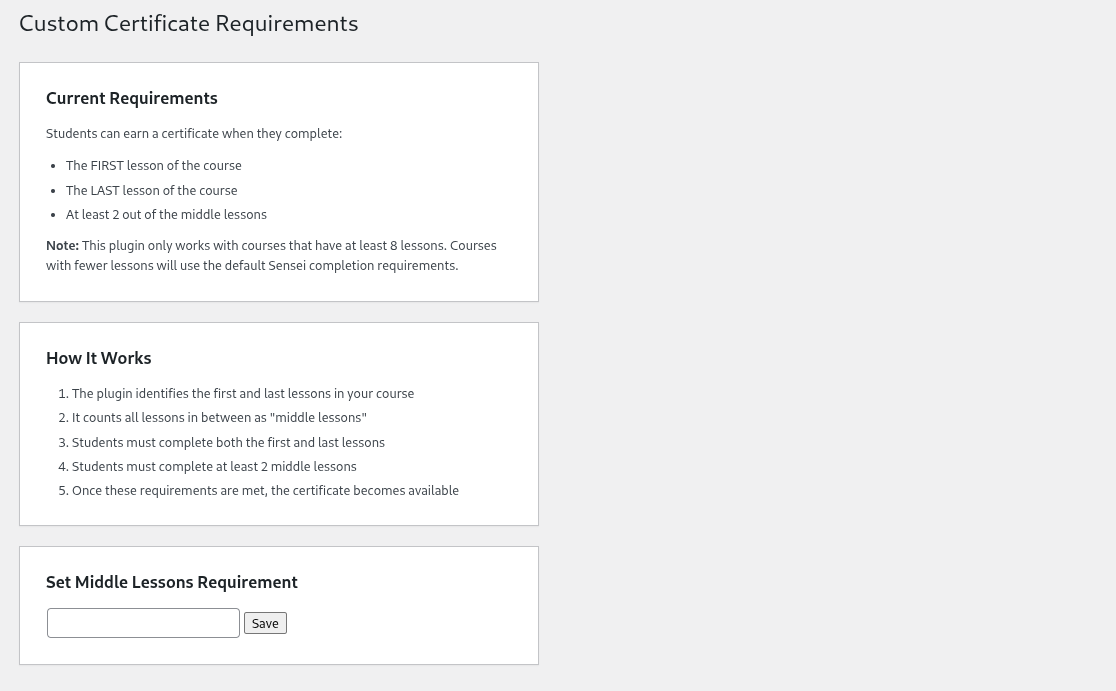 Custom Certificate Requirements
Current Requirements
Students can earn a certificate when they complete:
• The FIRST lesson of the course
• The LAST lesson of the course
• At least 2 out of the middle lessons
Note: This plugin only works with courses that have at least 8 lessons. Courses
with fewer lessons will use the default Sensei completion requirements.
How It Works
1. The plugin identifies the first and last lessons in your course
2. It counts all lessons in between as "middle lessons"
3. Students must complete both the first and last lessons
4. Students must complete at least 2 middle lessons
5. Once these requirements are met, the certificate becomes available
Set Middle Lessons Requirement
Save